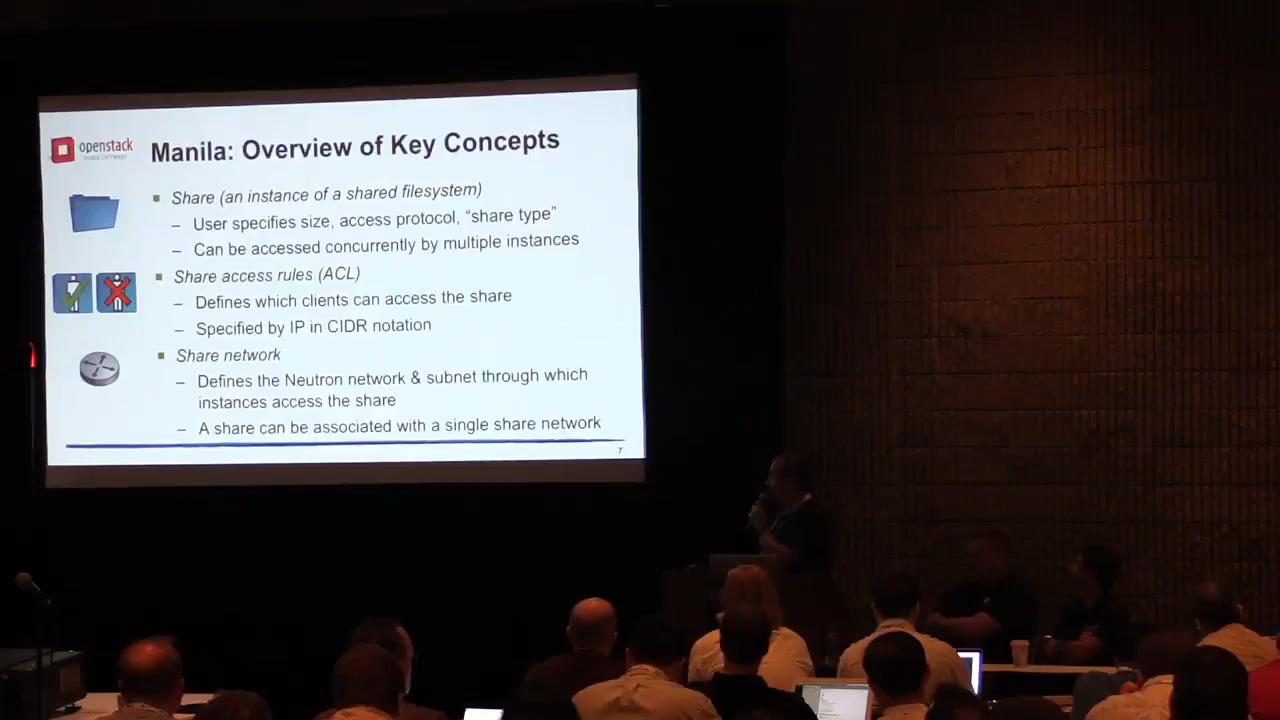 openstack
Manila: Overview of Key Concepts
Share (an instance of a shared filesystem)
– User specifies size, access protocol, “share type”
– Can be accessed concurrently by multiple instances
Share access rules (ACL)
– Defines which clients can access the share
– Specified by IP in CIDR notation
Share network
– Defines the Neutron network & subnet through which
instances access the share
– A share can be associated with a single share network
7